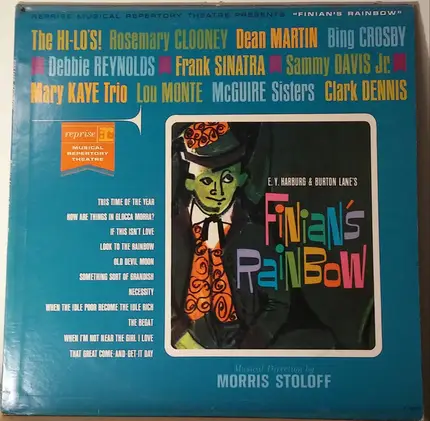 REPRISE MUSICAL REPERTORY THEATRE PRESENTS "FINIAN'S RAINBOW"
The HI-LO'S! Rosemary CLOONEY Dean MARTIN Bing CROSBY
Debbie REYNOLDS Frank SINATRA Sammy DAVIS Jr.
Mary KAYE Trio Lou MONTE McGUIRE Sisters Clark DENNIS
reprise
MUSICAL
REPERTORY
THEATRE
E. Y. HARBURG & BURTON LANE'S
FINIAN'S
RAINBOW
THIS TIME OF THE YEAR
HOW ARE THINGS IN GLOCCA MORRA?
IF THIS ISN'T LOVE
LOOK TO THE RAINBOW
OLD DEVIL MOON
SOMETHING SORT OF GRANDISH
NECESSITY
WHEN THE IDLE POOR BECOME THE IDLE RICH
THE BEGAT
WHEN I'M NOT NEAR THE GIRL I LOVE
THAT GREAT COME-AND-GET-IT DAY
Musical Direction by
MORRIS STOLOFF